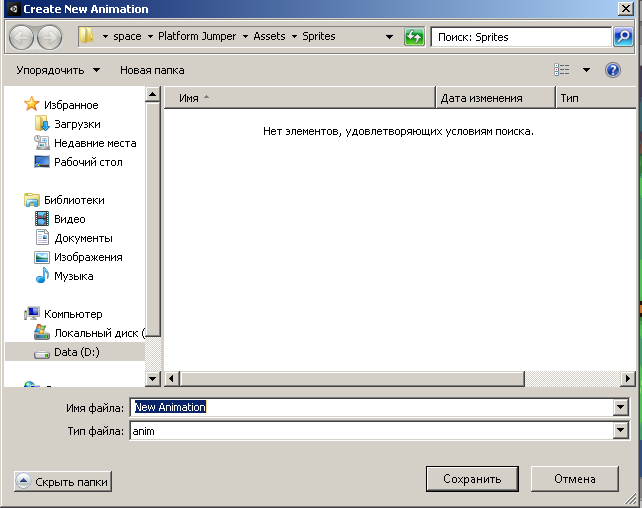 Create New Animation
space Platform Jumper Assets Sprites
Поиск: Sprites
Упорядочить Новая папка
Имя Дата изменения Тип
Нет элементов, удовлетворяющих условиям поиска.
Избранное
Загрузки
Недавние места
Рабочий стол
Библиотеки
Видео
Документы
Изображения
Музыка
Компьютер
Локальный диск (
Data (D:)
Имя файла: New Animation
Тип файла: anim
Скрыть папки
Сохранить Отмена